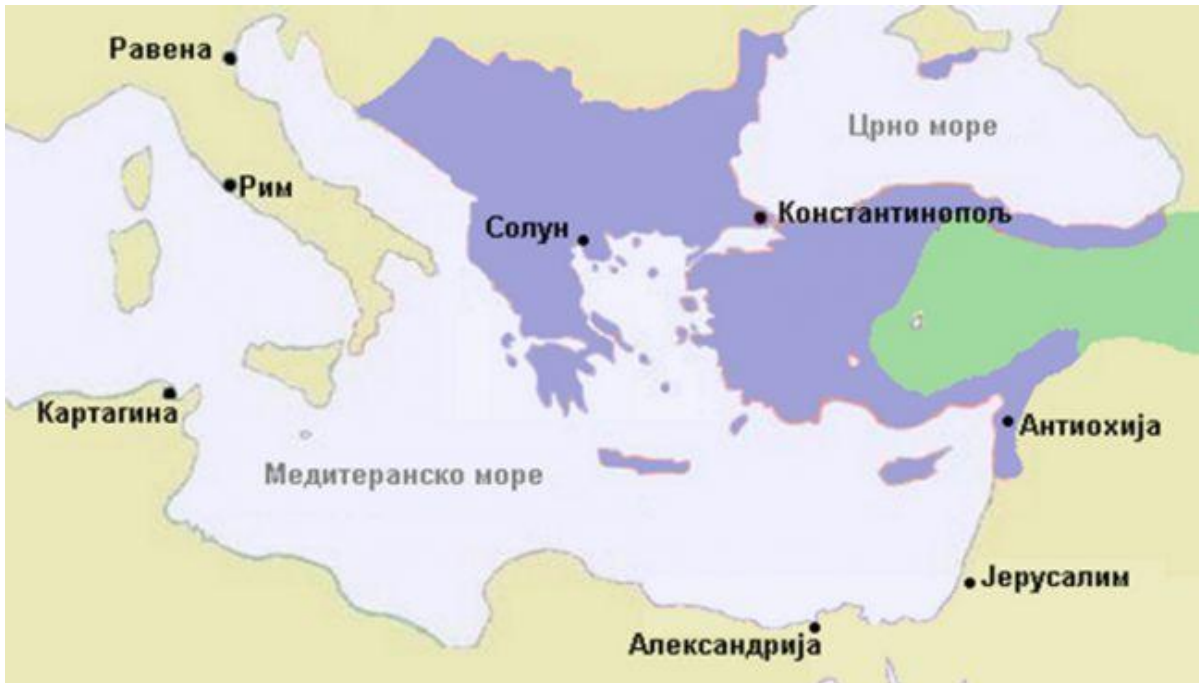 Равена
Црно море
Рим
Константинопољ
Солун
Картагина
Антиохија
Медитеранско море
Јерусалим
Александрија